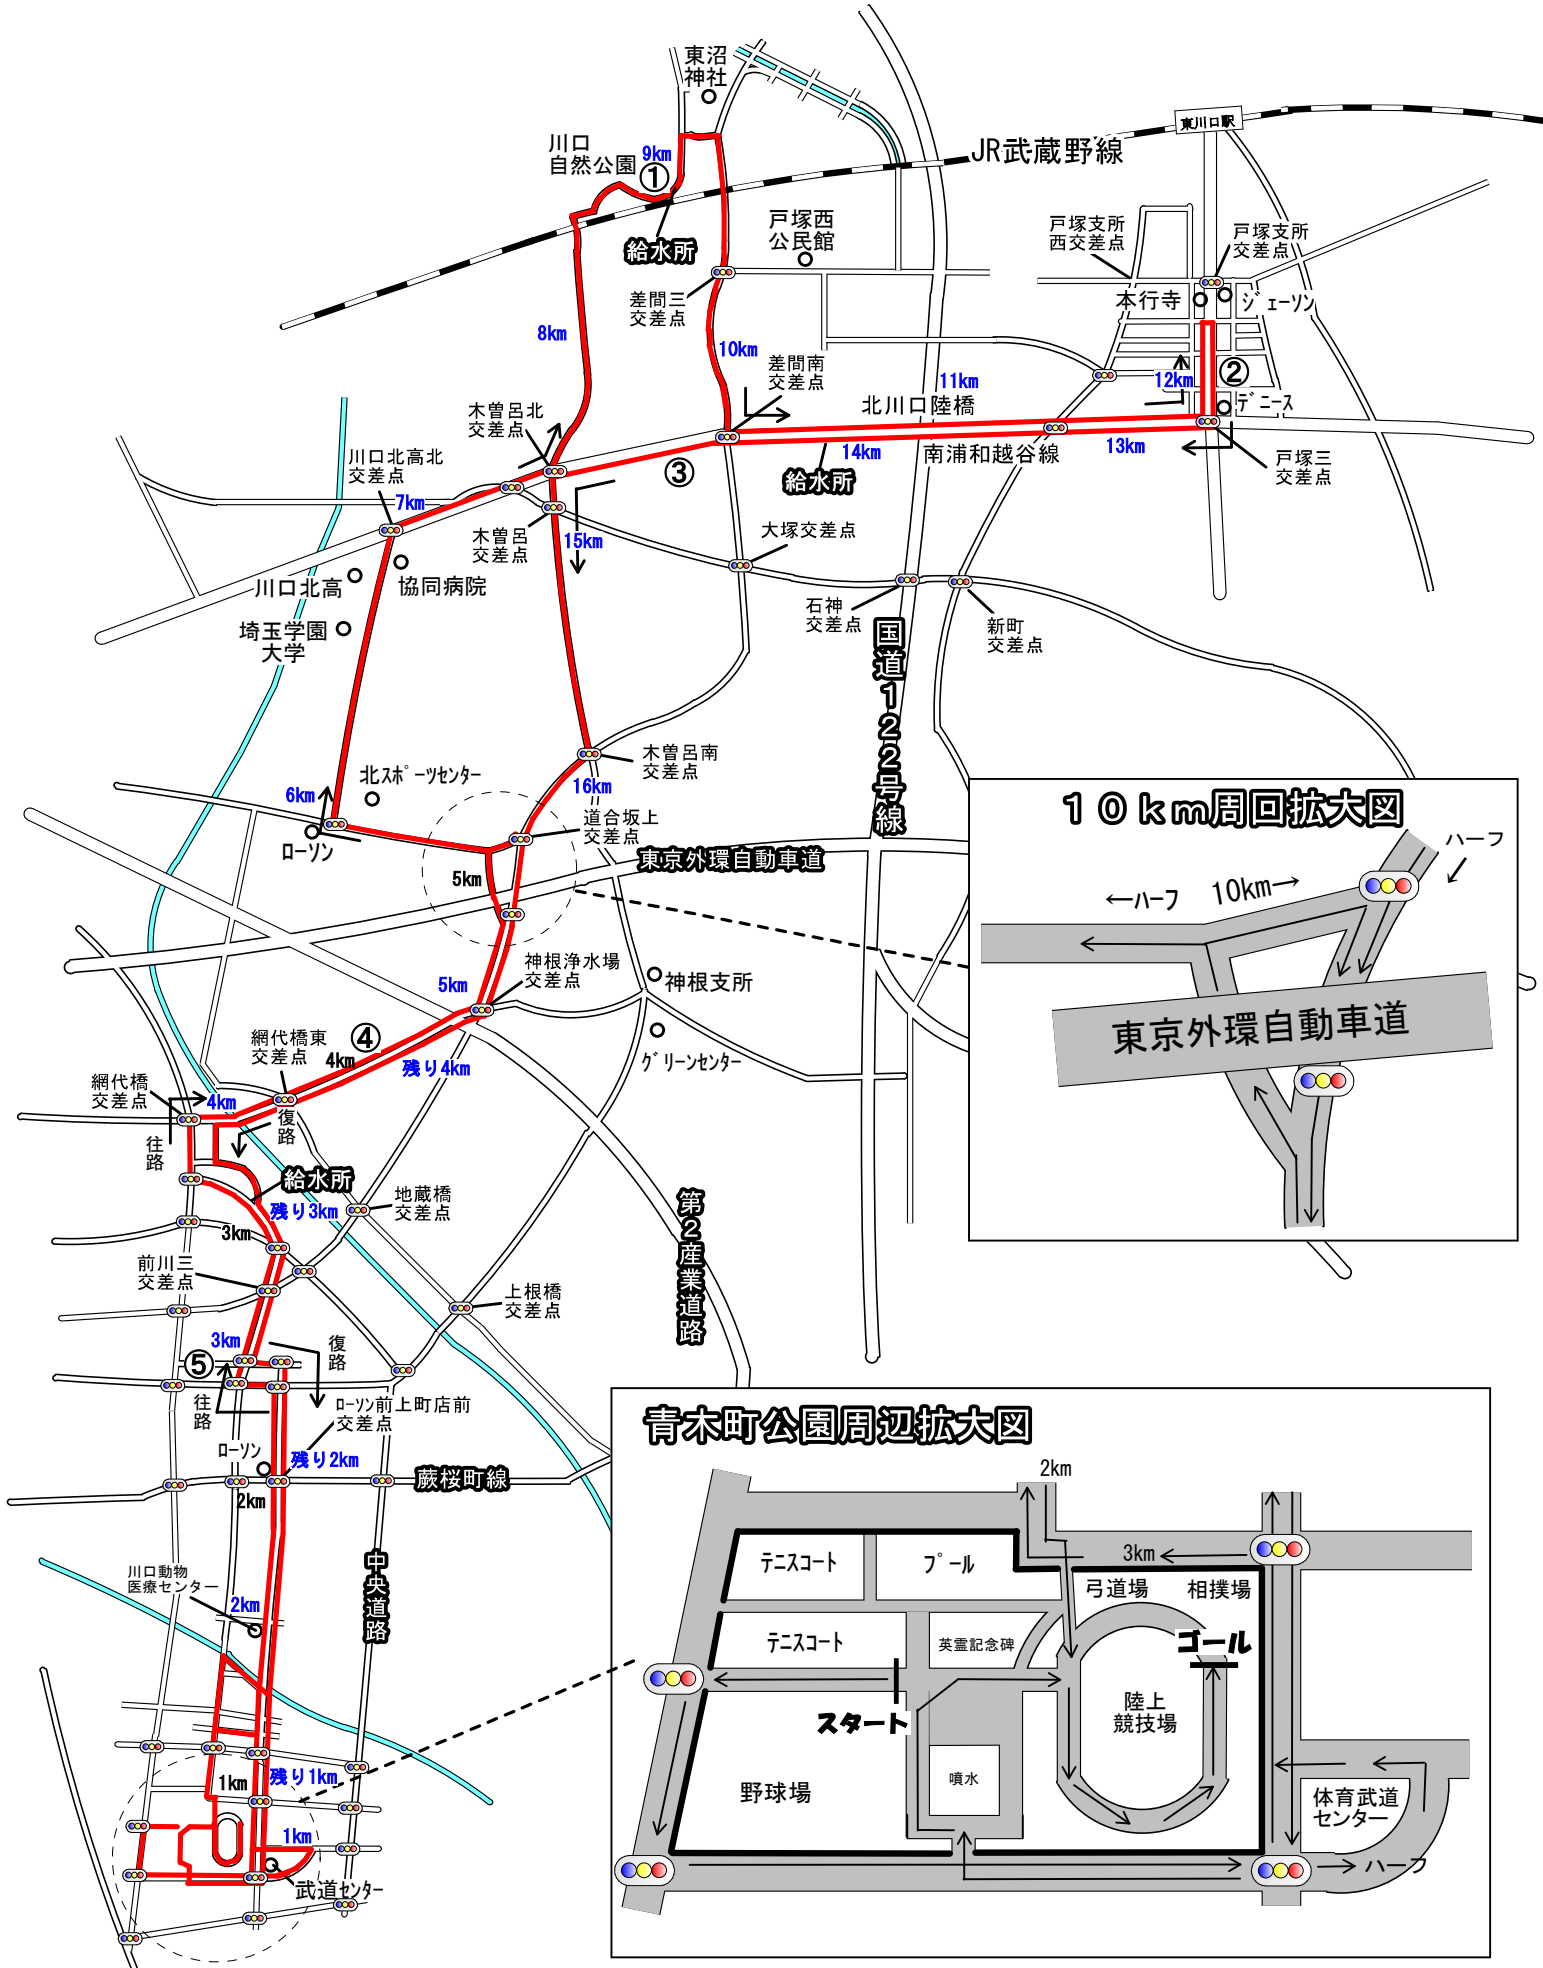 東沼
神社
川口
自然公園
9km
①
給水所
JR武蔵野線
東川口駅
戸塚西
公民館
戸塚支所
西交差点
戸塚支所
交差点
本行寺
ジェーソン
差間三
交差点
8km
10km
差間南
交差点
11km
12km
②
デニース
北川口陸橋
木曽呂北
交差点
川口北高北
交差点
7km
③
14km
南浦和越谷線
13km
給水所
戸塚三
交差点
木曽呂
交差点
15km
大塚交差点
川口北高
協同病院
埼玉学園
大学
石神
交差点
新町
交差点
国道122号線
木曽呂南
交差点
16km
北スポーツセンター
6km
ローソン
道合坂上
交差点
東京外環自動車道
5km
10km周回拡大図
ハーフ
←ハーフ
10km→
東京外環自動車道
神根浄水場
交差点
5km
神根支所
網代橋東
交差点
④
4km
残り4km
グリーンセンター
網代橋
交差点
4km
往
路
復
路
給水所
残り3km
3km
地蔵橋
交差点
第2産業道路
前川三
交差点
上根橋
交差点
3km
復
路
⑤
往
路
ローソン前上町店前
交差点
ローソン
残り2km
蕨桜町線
2km
中央道路
川口動物
医療センター
2km
残り1km
1km
1km
武道センター
青木町公園周辺拡大図
2km
3km
テニスコート
プール
弓道場
相撲場
テニスコート
英霊記念碑
ゴール
スタート
陸上
競技場
野球場
噴水
体育武道
センター
ハーフ